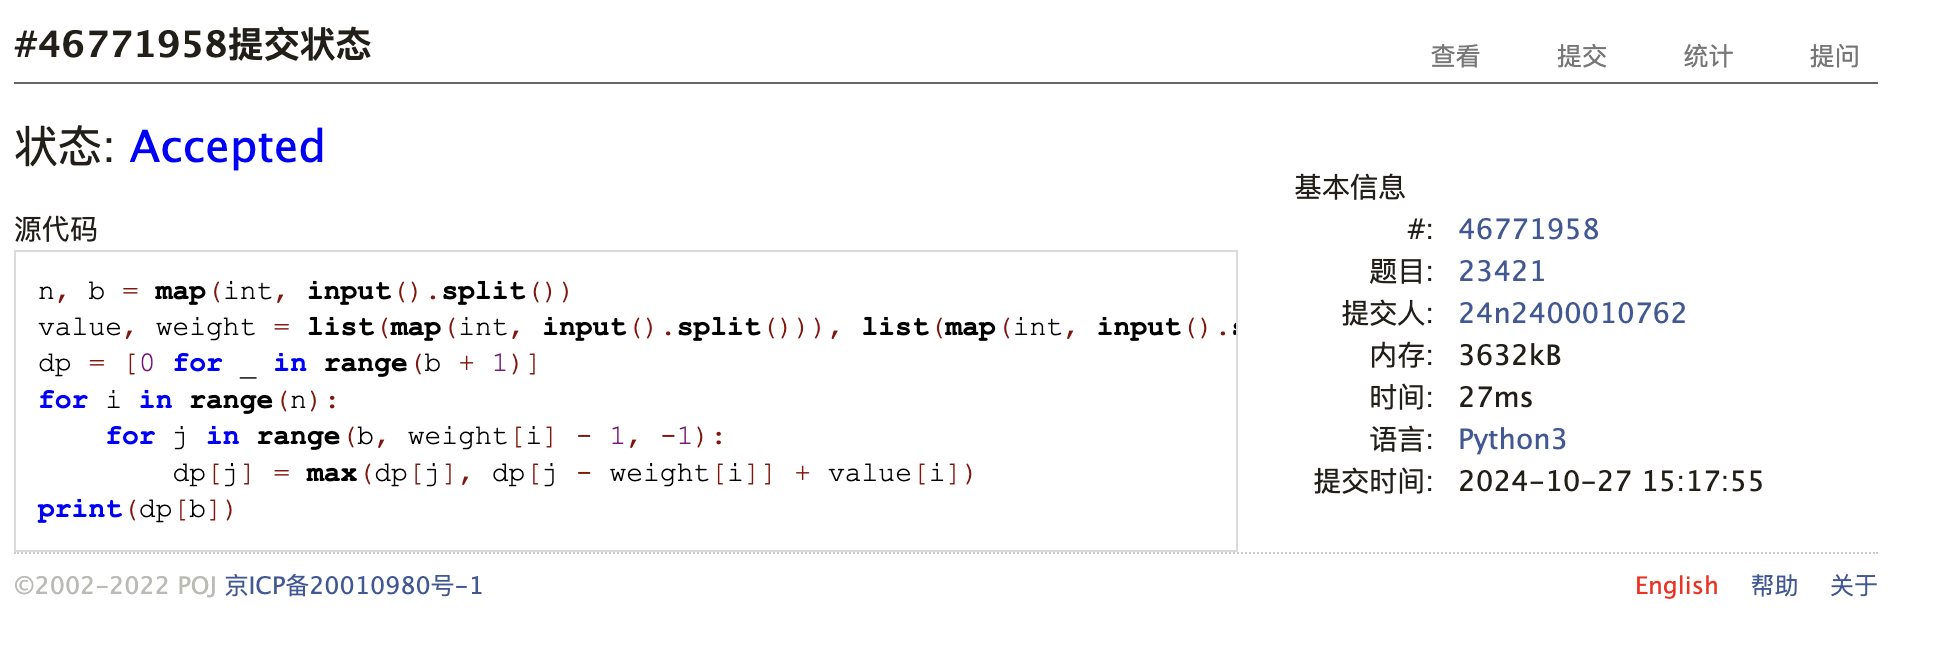 #46771958提交状态
查看 提交 统计 提问
状态: Accepted
源代码
n, b = map(int, input().split())
value, weight = list(map(int, input().split())), list(map(int, input().
dp = [0 for _ in range(b + 1)]
for i in range(n):
    for j in range(b, weight[i] - 1, -1):
        dp[j] = max(dp[j], dp[j - weight[i]] + value[i])
print(dp[b])
基本信息
#: 46771958
题目: 23421
提交人: 24n2400010762
内存: 3632kB
时间: 27ms
语言: Python3
提交时间: 2024-10-27 15:17:55
©2002-2022 POJ 京ICP备20010980号-1
English 帮助 关于